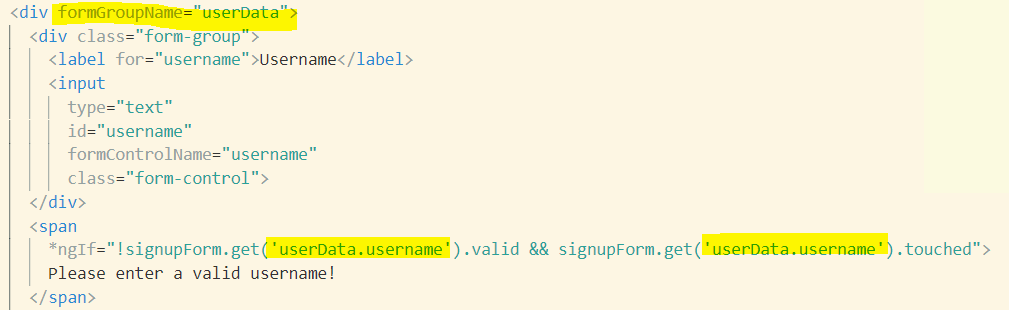 <div formGroupName="userData">
<div class="form-group">
<label for="username">Username</label>
<input
type="text"
id="username"
formControlName="username"
class="form-control">
</div>
<span
*ngIf="!signupForm.get('userData.username').valid && signupForm.get('userData.username').touched">
Please enter a valid username!
</span>